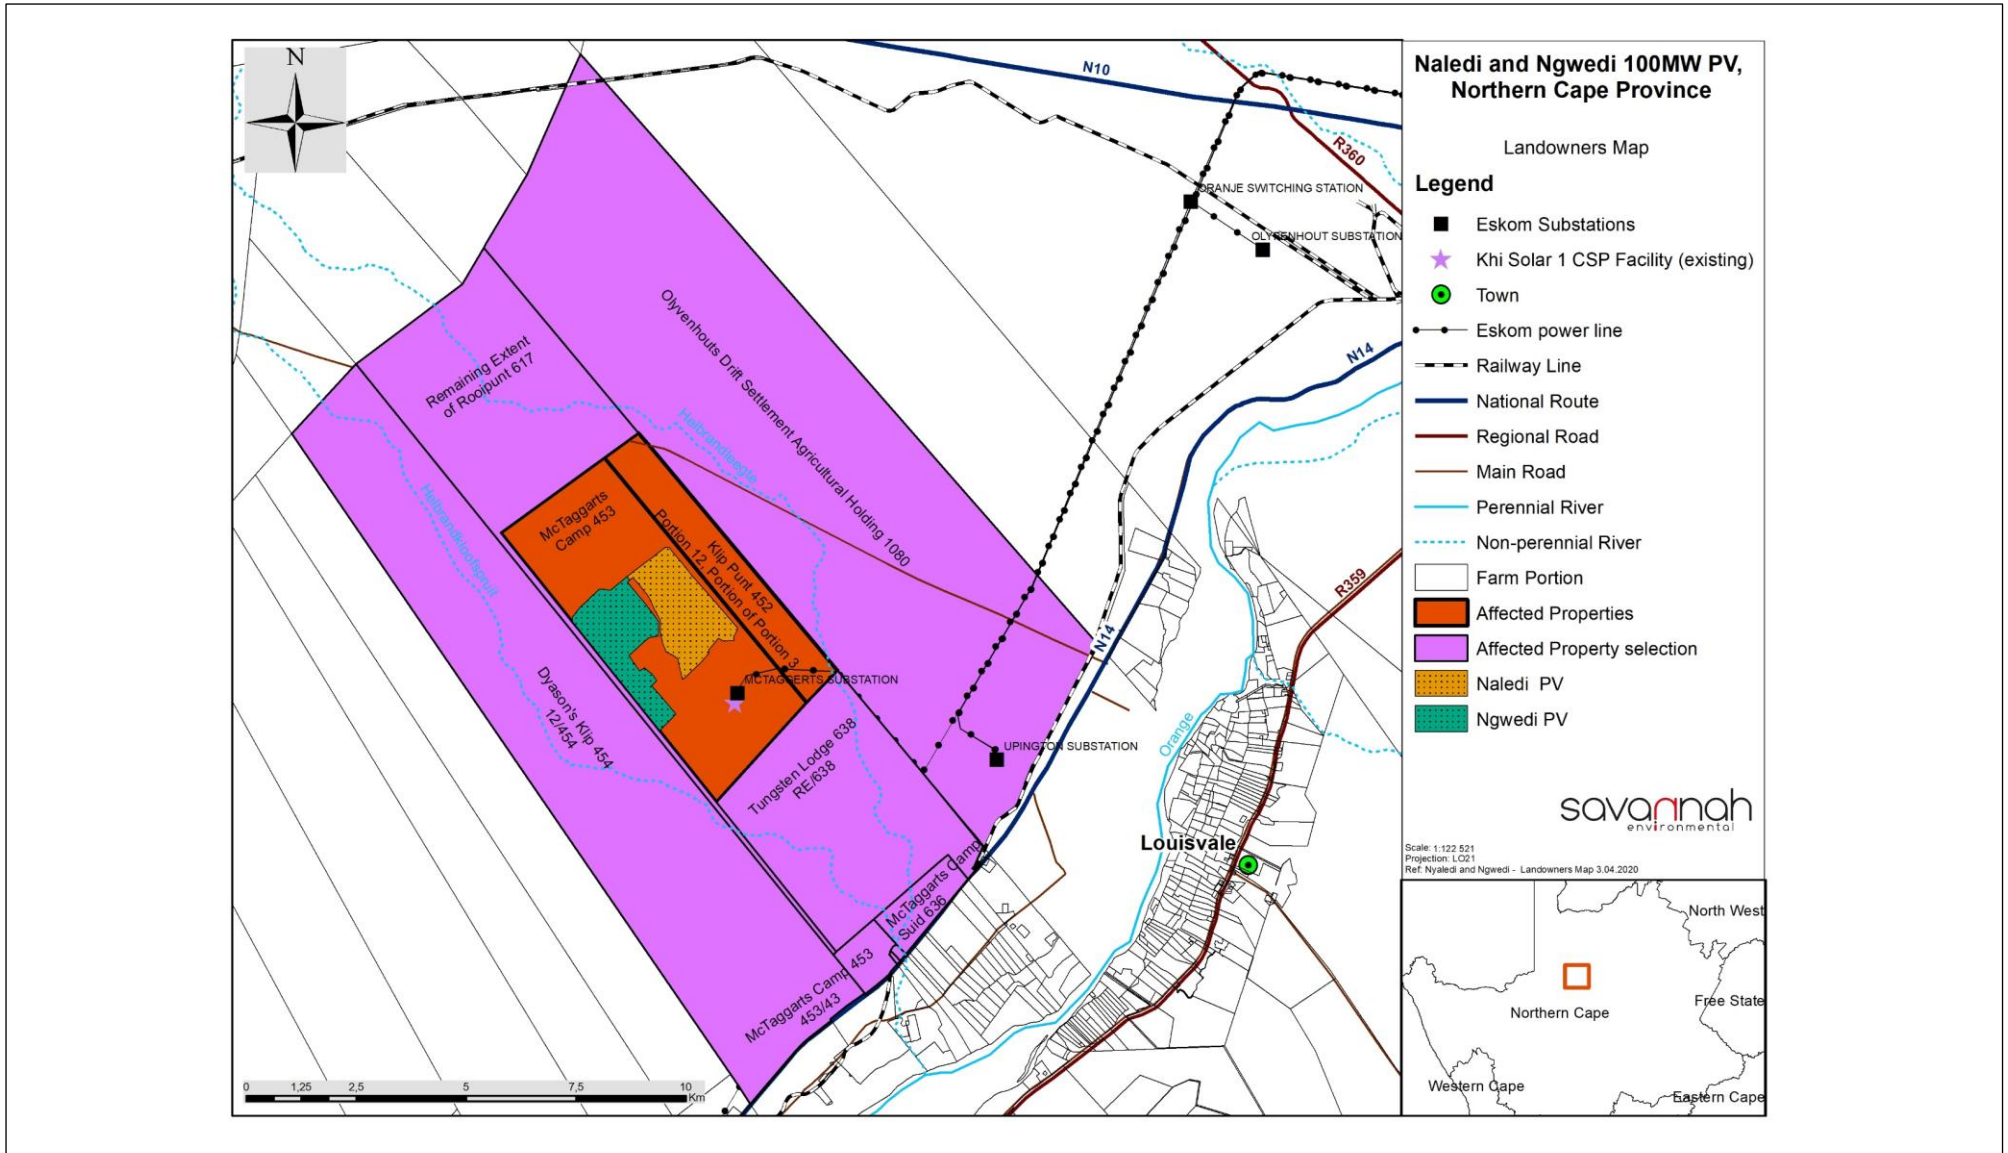 N
N10
R360
ORANJE SWITCHING STATION
OLYVENHOUT SUBSTATION
N14
Remaining Extent
of Rooipunt 617
Olyvenhouts Drift Settlement Agricultural Holding 1080
Helbrandleegte
Helbrandkloofspruit
McTaggarts
Camp 453
Klip Punt 452
Portion 12, Portion of Portion 3
R359
N14
MCTAGGERTS SUBSTATION
Dyason's Klip 454
12/454
Tungsten Lodge 638
RE/638
UPINGTON SUBSTATION
Orange
Louisvale
McTaggarts Camp
Suid 636
McTaggarts Camp 453
453/43
0 1,25 2,5 5 7,5 10
Km
Naledi and Ngwedi 100MW PV,
Northern Cape Province
Landowners Map
Legend
Eskom Substations
Khi Solar 1 CSP Facility (existing)
Town
Eskom power line
Railway Line
National Route
Regional Road
Main Road
Perennial River
Non-perennial River
Farm Portion
Affected Properties
Affected Property selection
Naledi PV
Ngwedi PV
savannah
environmental
Scale: 1:122 521
Projection: LO21
Ref: Nyaledi and Ngwedi - Landowners Map 3.04.2020
North West
Free State
Northern Cape
Western Cape
Eastern Cape